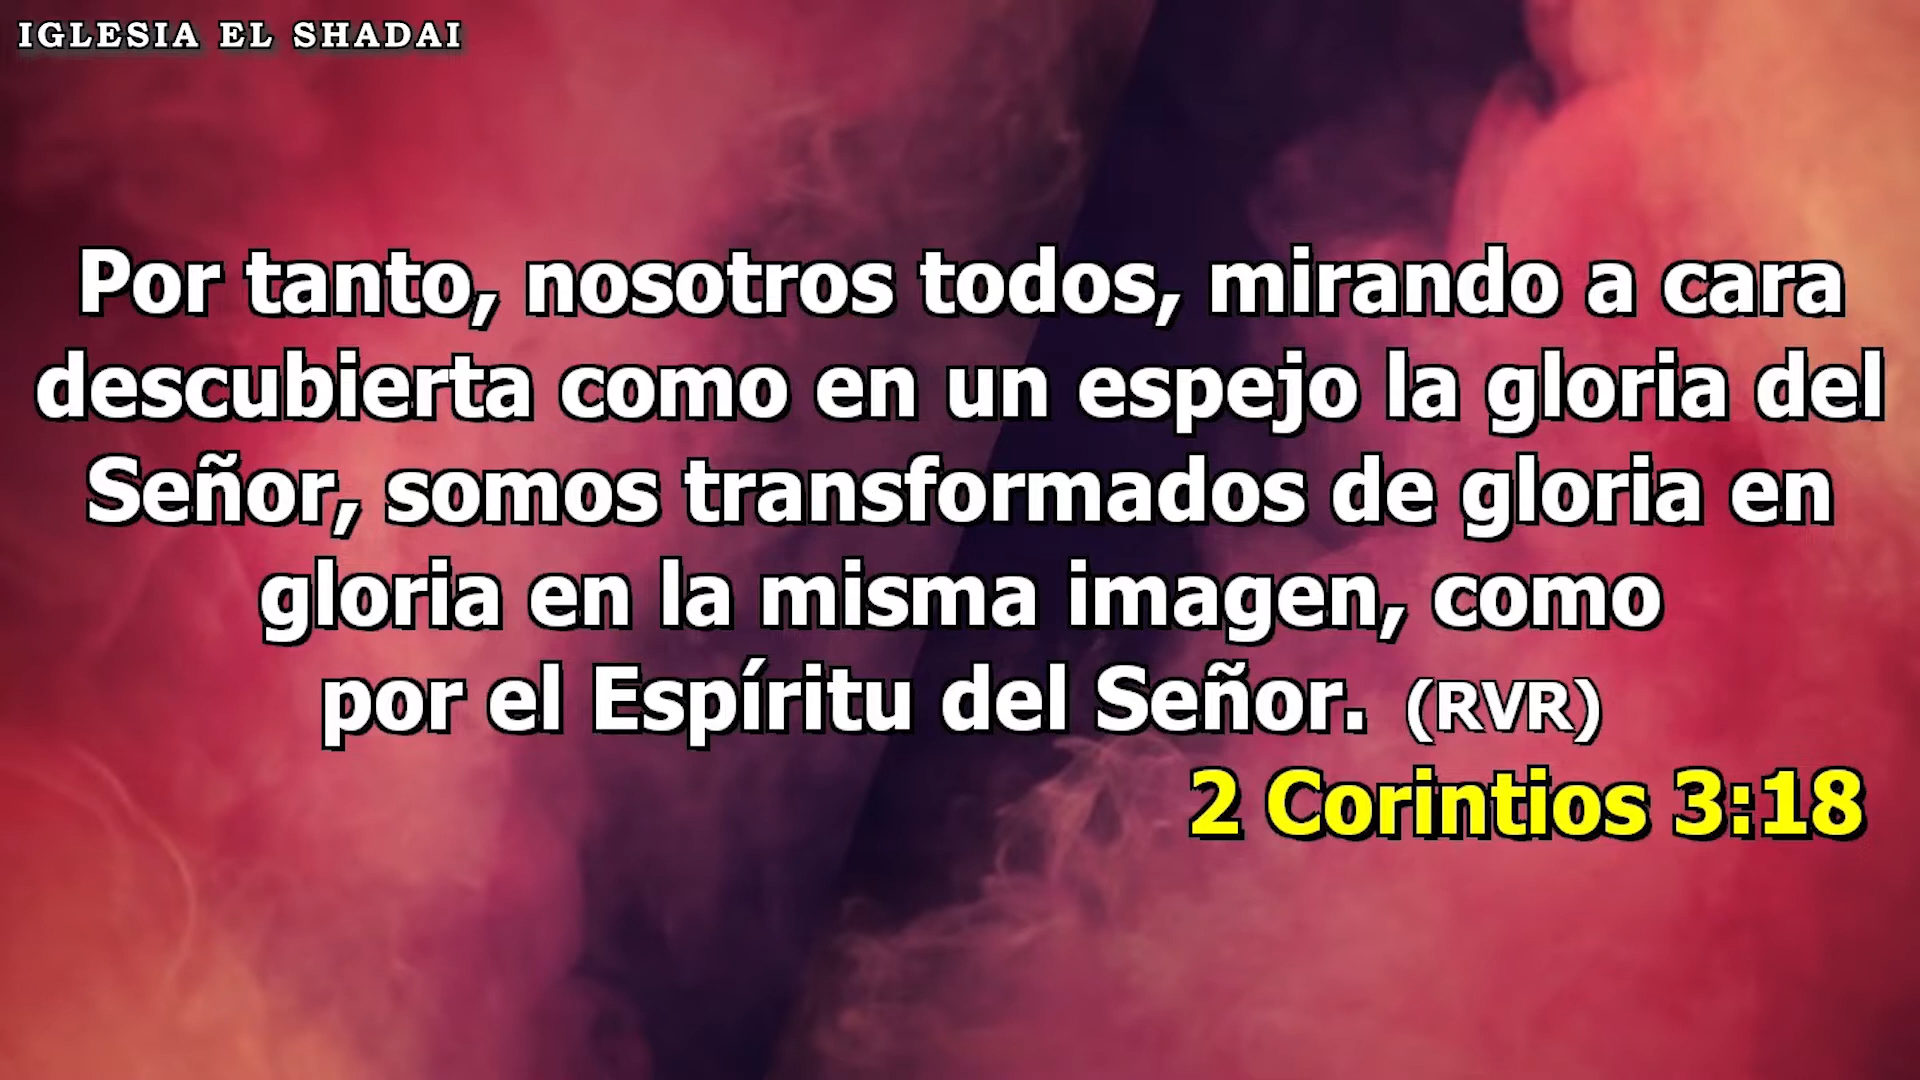 IGLESIA EL SHADAI
Por tanto, nosotros todos, mirando a cara
descubierta como en un espejo la gloria del
Señor, somos transformados de gloria en
gloria en la misma imagen, como
por el Espíritu del Señor. (RVR)
2 Corintios 3:18